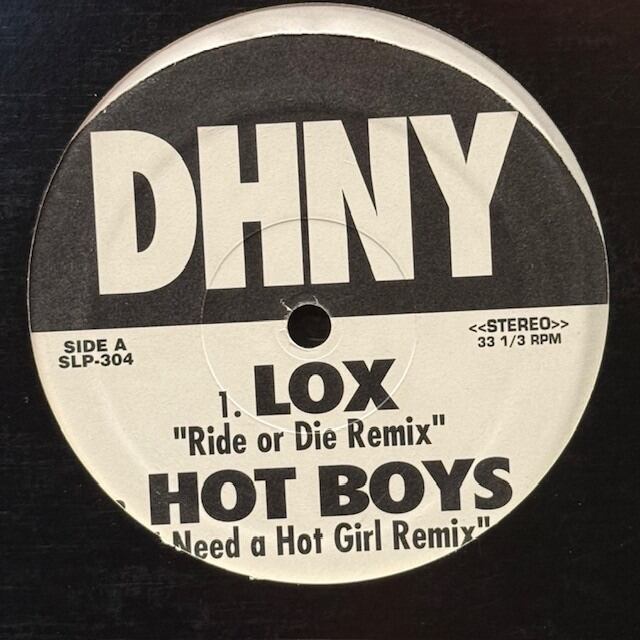 DHNY
SIDE A
SLP-304
<<STEREO>>
33 1/3 RPM
1. LOX
"Ride or Die Remix"
HOT BOYS
Need a Hot Girl Remix"